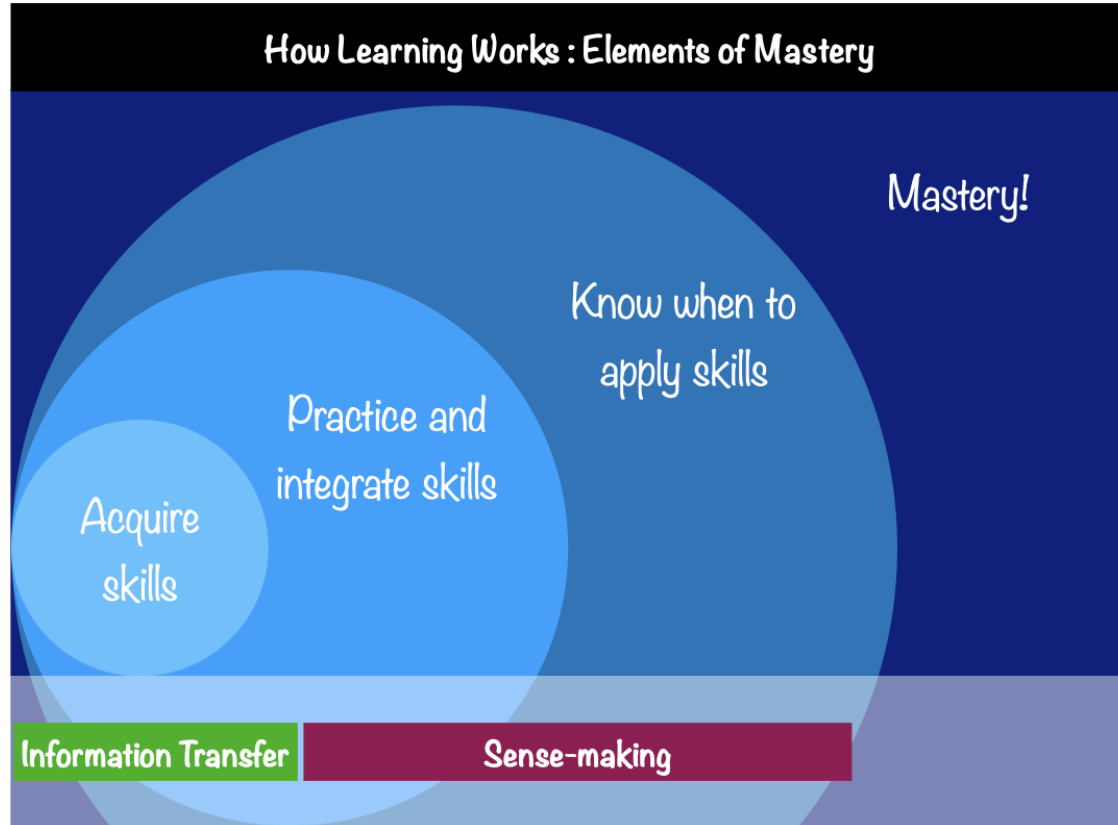 How Learning Works : Elements of Mastery
Mastery!
Know when to
apply skills
Practice and
integrate skills
Acquire
skills
Information Transfer
Sense-making